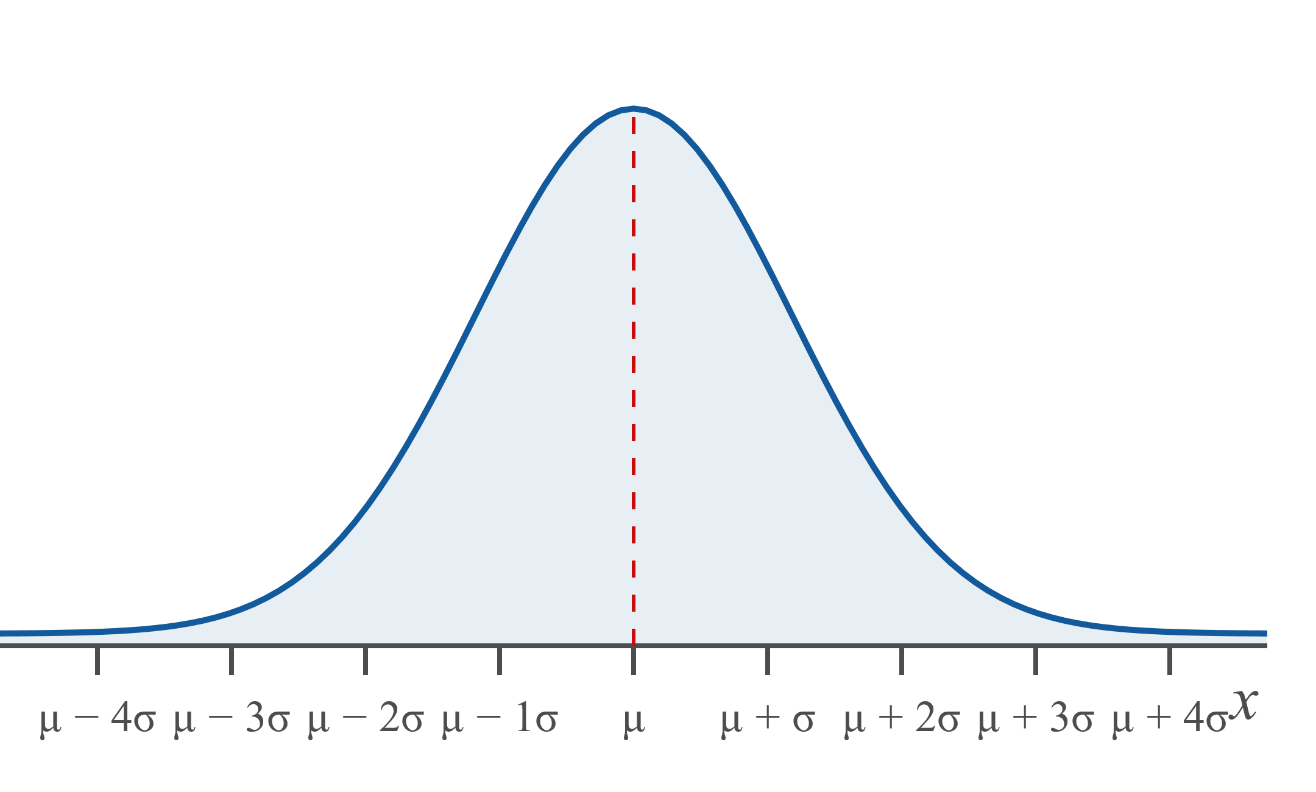 μ − 4σ μ − 3σ μ − 2σ μ − 1σ μ μ + σ μ + 2σ μ + 3σ μ + 4σ x